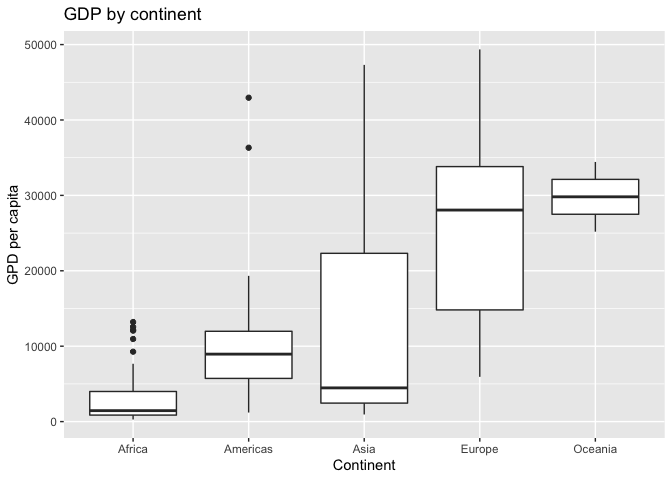 GDP by continent
50000
40000
30000
20000
10000
0
GPD per capita
Africa
Americas
Asia
Europe
Oceania
Continent